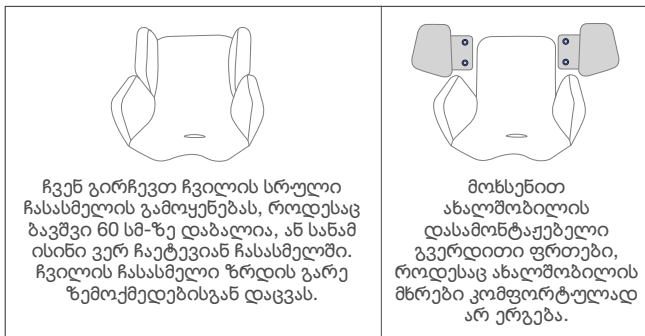 ჩვენ გირჩევთ ჩვილის სრული
ჩასასმელის გამოყენებას, როდესაც
ბავშვი 60 სმ-ზე დაბალია, ან სანამ
ისინი ვერ ჩაეტევიან ჩასასმელში.
ჩვილის ჩასასმელი ზრდის გარე
ზემოქმედებისგან დაცვას.
მოხსენით
ახალშობილის
დასამონტაჟებელი
გვერდითი ფრთები,
როდესაც ახალშობილის
მხრები კომფორტულად
არ ერგება.